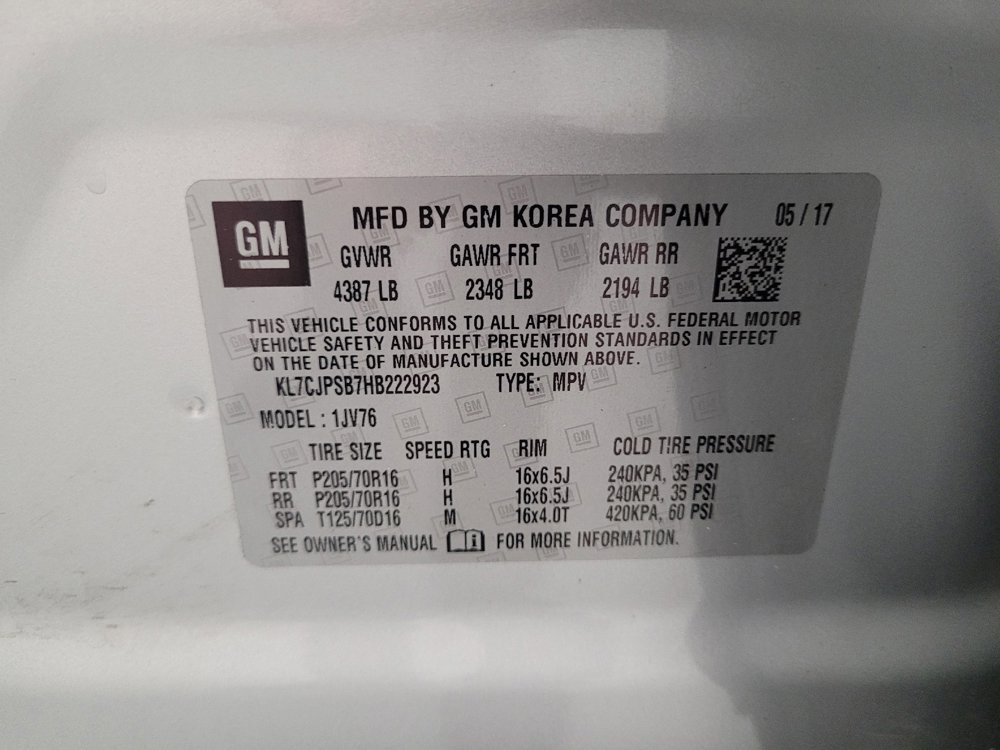 GM
MFD BY GM KOREA COMPANY 05 / 17
GVWR GAWR FRT GAWR RR
4387 LB 2348 LB 2194 LB
THIS VEHICLE CONFORMS TO ALL APPLICABLE U.S. FEDERAL MOTOR
VEHICLE SAFETY AND THEFT PREVENTION STANDARDS IN EFFECT
ON THE DATE OF MANUFACTURE SHOWN ABOVE.
KL7CJPSB7HB222923 TYPE: MPV
MODEL : 1JV76
TIRE SIZE SPEED RTG RIM COLD TIRE PRESSURE
FRT P205/70R16 H 16x6.5J 240KPA, 35 PSI
RR P205/70R16 H 16x6.5J 240KPA, 35 PSI
SPA T125/70D16 M 16x4.0T 420KPA, 60 PSI
SEE OWNER'S MANUAL i FOR MORE INFORMATION.